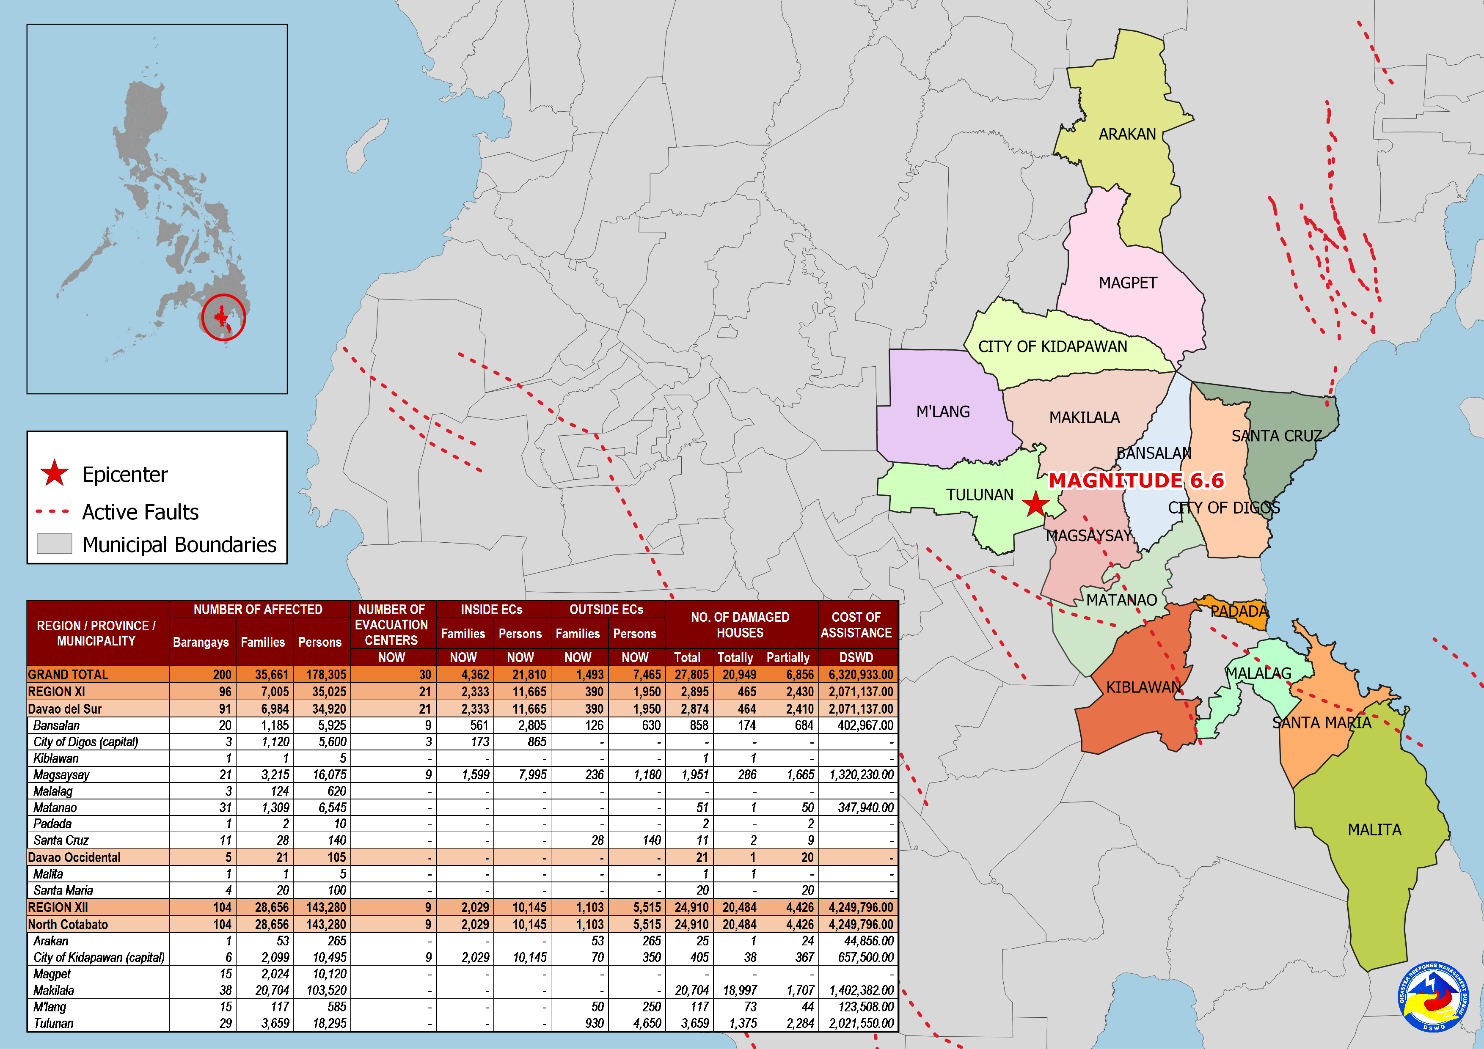 ARAKAN
MAGPET
CITY OF KIDAPAWAN
M'LANG
MAKILALA
SANTA CRUZ
BANSALAN
MAGNITUDE 6.6
TULUNAN
CITY OF DIGOS
MAGSAYSAY
MATANAO
PADADA
MALALAG
KIBLAWAN
SANTA MARIA
MALITA
Epicenter
Active Faults
Municipal Boundaries
REGION / PROVINCE / MUNICIPALITY NUMBER OF AFFECTED NUMBER OF EVACUATION CENTERS INSIDE ECs OUTSIDE ECs NO. OF DAMAGED HOUSES COST OF ASSISTANCE
Barangays Families Persons Families Persons Families Persons
NOW NOW NOW NOW NOW Total Totally Partially DSWD
GRAND TOTAL 200 35,661 178,305 30 4,362 21,810 1,493 7,465 27,805 20,949 6,856 6,320,933.00
REGION XI 96 7,005 35,025 21 2,333 11,665 390 1,950 2,895 465 2,430 2,071,137.00
Davao del Sur 91 6,984 34,920 21 2,333 11,665 390 1,950 2,874 464 2,410 2,071,137.00
Bansalan 20 1,185 5,925 9 561 2,805 126 630 858 174 684 402,967.00
City of Digos (capital) 3 1,120 5,600 3 173 865 - - - - - -
Kiblawan 1 1 5 - - - - - 1 1 - -
Magsaysay 21 3,215 16,075 9 1,599 7,995 236 1,180 1,951 286 1,665 1,320,230.00
Malalag 3 124 620 - - - - - - - - -
Matanao 31 1,309 6,545 - - - - - 51 1 50 347,940.00
Padada 1 2 10 - - - - - 2 - 2 -
Santa Cruz 11 28 140 - - - 28 140 11 2 9 -
Davao Occidental 5 21 105 - - - - - 21 1 20 -
Malita 1 1 5 - - - - - 1 1 - -
Santa Maria 4 20 100 - - - - - 20 - 20 -
REGION XII 104 28,656 143,280 9 2,029 10,145 1,103 5,515 24,910 20,484 4,426 4,249,796.00
North Cotabato 104 28,656 143,280 9 2,029 10,145 1,103 5,515 24,910 20,484 4,426 4,249,796.00
Arakan 1 53 265 - - - 53 265 25 1 24 44,856.00
City of Kidapawan (capital) 6 2,099 10,495 9 2,029 10,145 70 350 405 38 367 657,500.00
Magpet 15 2,024 10,120 - - - - - - - - -
Makilala 38 20,704 103,520 - - - - - 20,704 18,997 1,707 1,402,382.00
M'lang 15 117 585 - - - 50 250 117 73 44 123,508.00
Tulunan 29 3,659 18,295 - - - 930 4,650 3,659 1,375 2,284 2,021,550.00
DISASTER RESPONSE MANAGEMENT BUREAU
DSWD